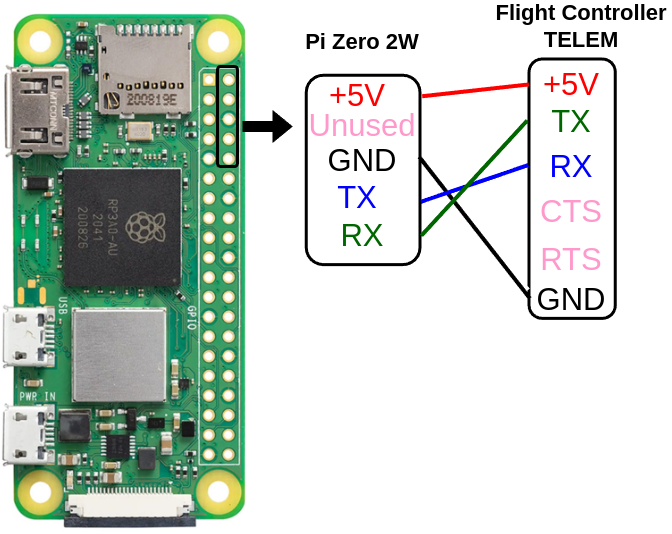 Flight Controller
TELEM
Pi Zero 2W
+5V
Unused
GND
TX
RX
+5V
TX
RX
CTS
RTS
GND
200819E
RP3A0-AU
2041
200826
USB
GPIO
PWR IN